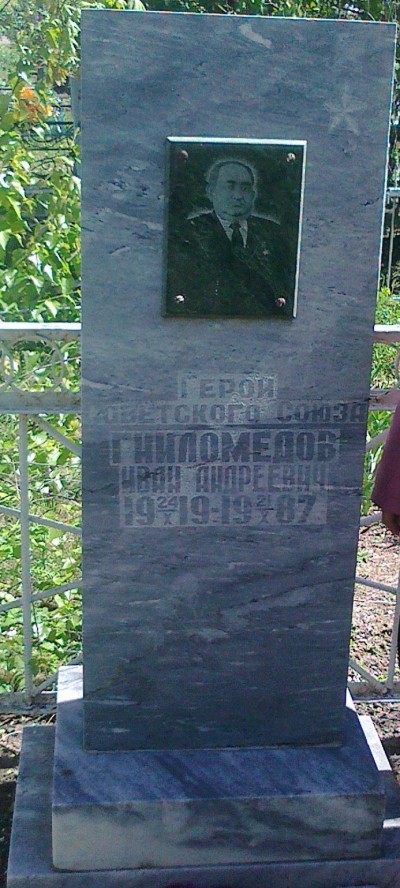 ГЕРОЙ
СОВЕТСКОГО СОЮЗА
ГНИЛОМЕДОВ
ИВАН АНДРЕЕВИЧ
19 24/X 19-19 21/X 87